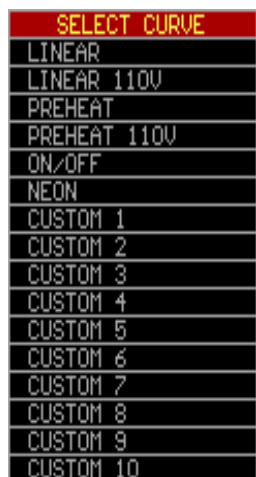 SELECT CURVE
LINEAR
LINEAR 110V
PREHEAT
PREHEAT 110V
ON/OFF
NEON
CUSTOM 1
CUSTOM 2
CUSTOM 3
CUSTOM 4
CUSTOM 5
CUSTOM 6
CUSTOM 7
CUSTOM 8
CUSTOM 9
CUSTOM 10